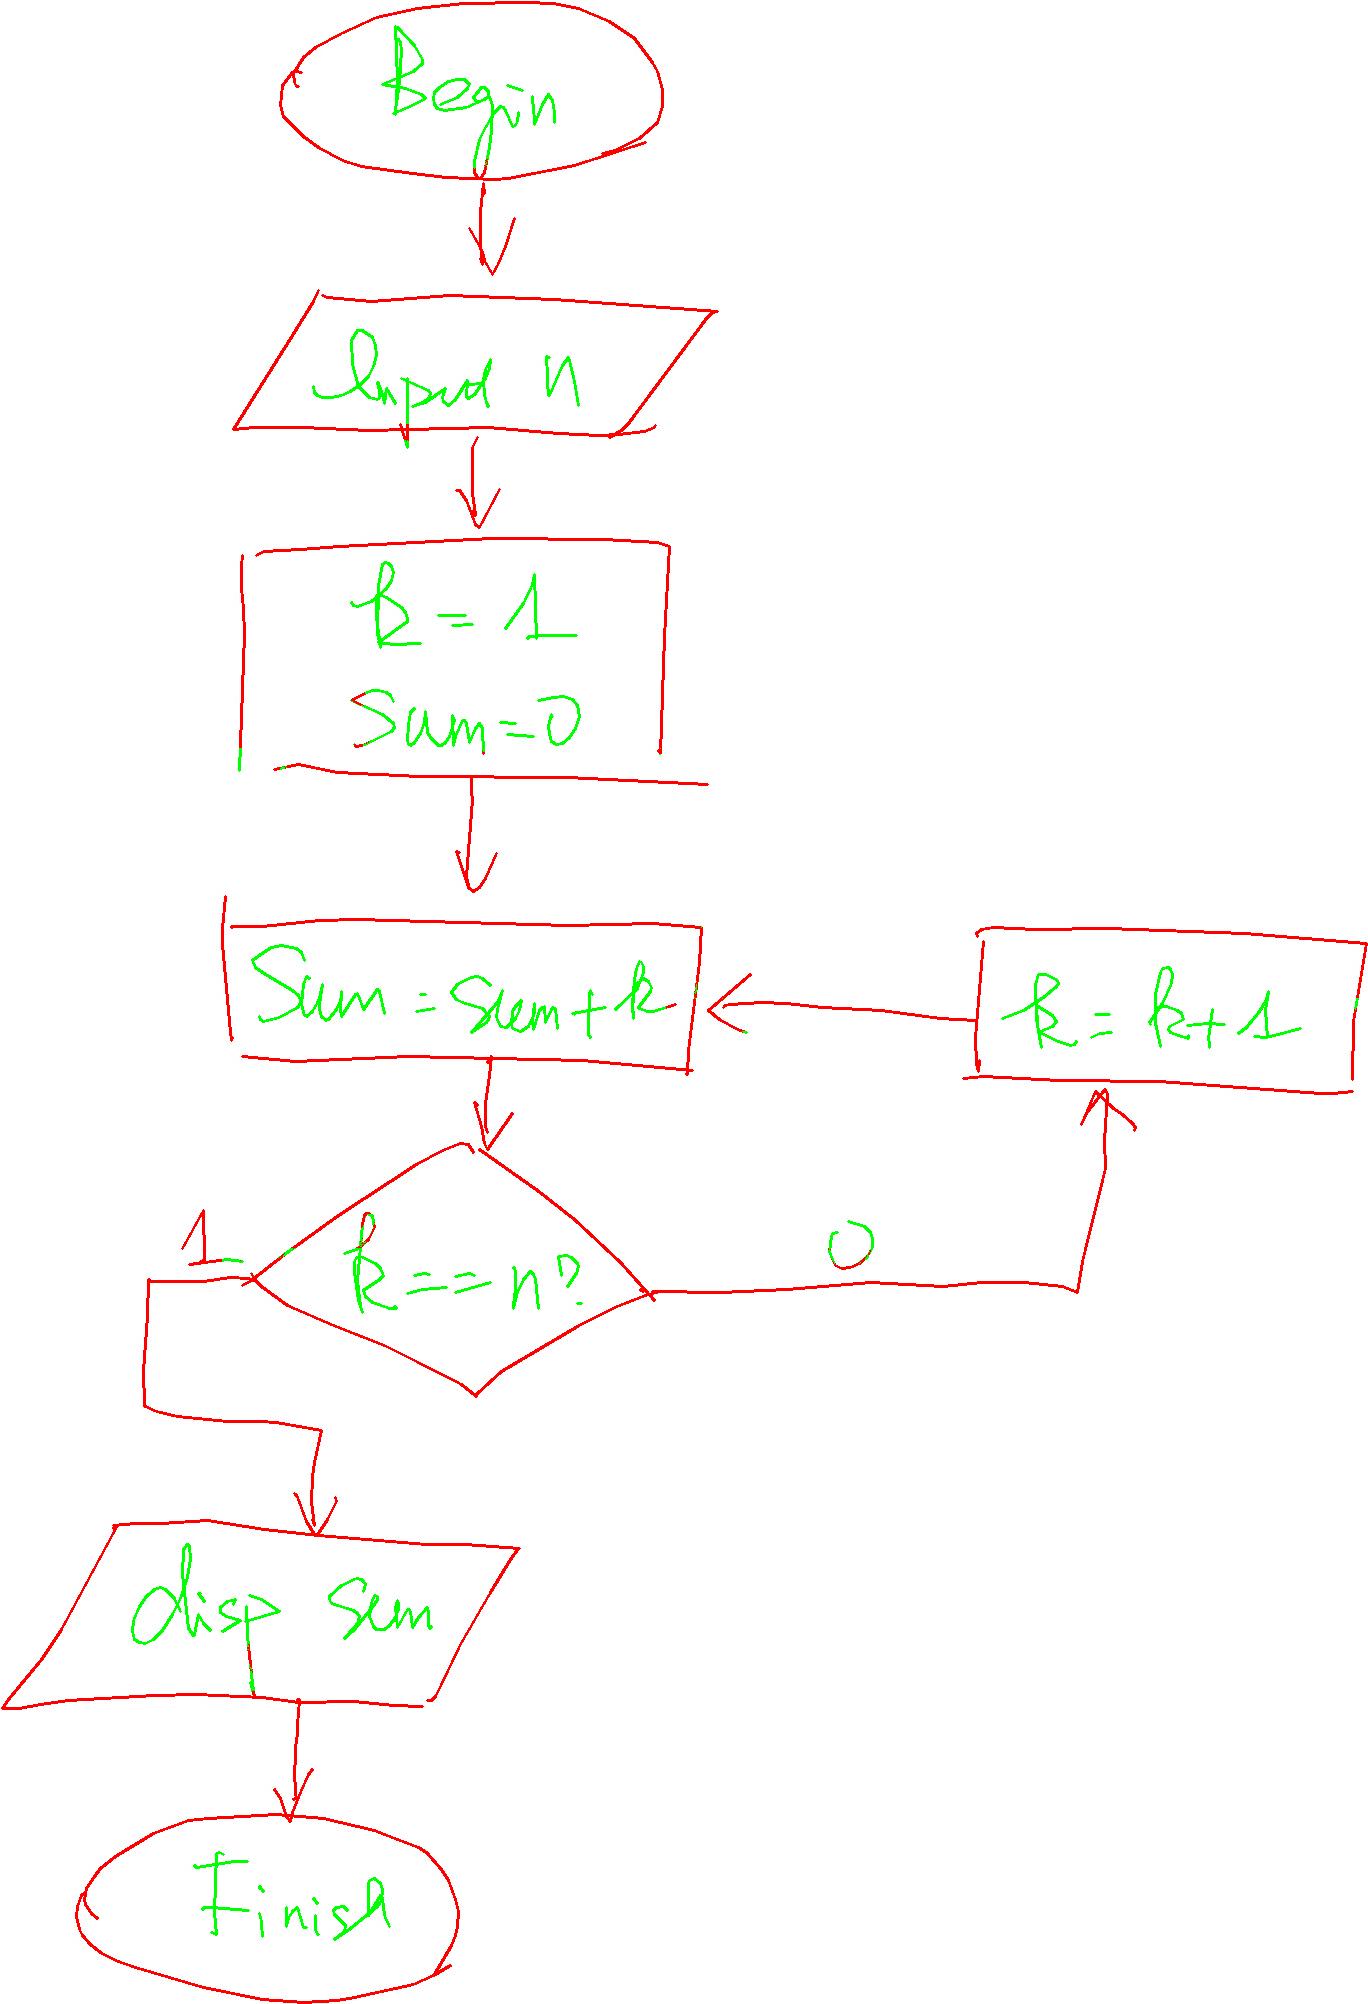 Begin
Input n
k = 1
Sum = 0
Sum = sum + k
k = k + 1
k == n?
1
0
disp sum
Finish